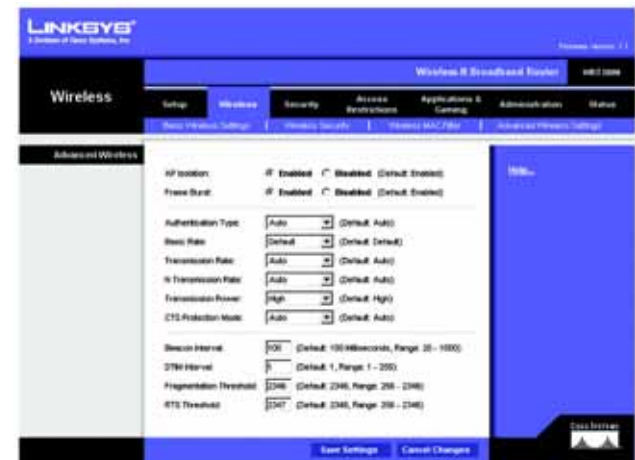 LINKSYS®
A Division of Cisco Systems, Inc.
Wireless-N Broadband Router
Wireless
Setup Wireless Security Access Restrictions Applications & Gaming Administration Status
Basic Wireless Settings | Wireless Security | Wireless MAC Filter | Advanced Wireless Settings
Advanced Wireless
AP Isolation: Enabled Disabled (Default: Enabled)
Frame Burst: Enabled Disabled (Default: Enabled)
Authentication Type: Auto (Default: Auto)
Basic Rate: Default (Default: Default)
Transmission Rate: Auto (Default: Auto)
N Transmission Rate: Auto (Default: Auto)
Transmission Power: High (Default: High)
CTS Protection Mode: Auto (Default: Auto)
Beacon Interval: 100 (Default: 100 Milliseconds, Range: 20 - 1000)
DTIM Interval: 1 (Default: 1, Range: 1 - 255)
Fragmentation Threshold: 2346 (Default: 2346, Range: 256 - 2346)
RTS Threshold: 2347 (Default: 2346, Range: 256 - 2346)
Help...
Save Settings Cancel Changes
Cisco Systems